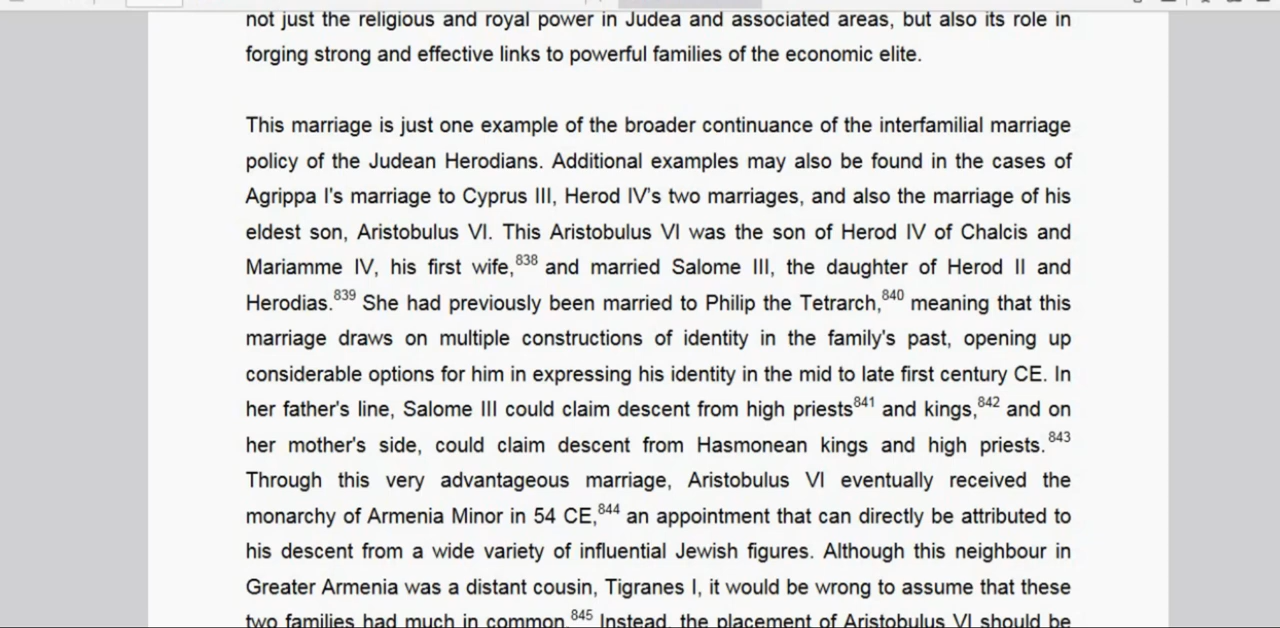 not just the religious and royal power in Judea and associated areas, but also its role in
forging strong and effective links to powerful families of the economic elite.
This marriage is just one example of the broader continuance of the interfamilial marriage
policy of the Judean Herodians. Additional examples may also be found in the cases of
Agrippa I's marriage to Cyprus III, Herod IV's two marriages, and also the marriage of his
eldest son, Aristobulus VI. This Aristobulus VI was the son of Herod IV of Chalcis and
Mariamme IV, his first wife,838 and married Salome III, the daughter of Herod II and
Herodias.839 She had previously been married to Philip the Tetrarch,840 meaning that this
marriage draws on multiple constructions of identity in the family's past, opening up
considerable options for him in expressing his identity in the mid to late first century CE. In
her father's line, Salome III could claim descent from high priests841 and kings,842 and on
her mother's side, could claim descent from Hasmonean kings and high priests.843
Through this very advantageous marriage, Aristobulus VI eventually received the
monarchy of Armenia Minor in 54 CE,844 an appointment that can directly be attributed to
his descent from a wide variety of influential Jewish figures. Although this neighbour in
Greater Armenia was a distant cousin, Tigranes I, it would be wrong to assume that these
two families had much in common.845 Instead, the placement of Aristobulus VI should be